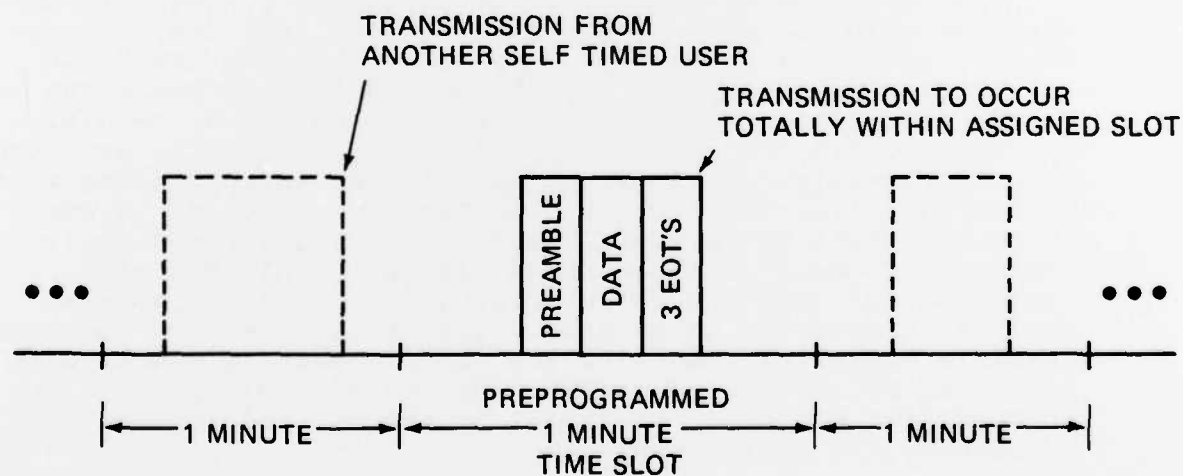 TRANSMISSION FROM
ANOTHER SELF TIMED USER
TRANSMISSION TO OCCUR
TOTALLY WITHIN ASSIGNED SLOT
PREAMBLE
DATA
3 EOT'S
1 MINUTE
PREPROGRAMMED
1 MINUTE
TIME SLOT
1 MINUTE